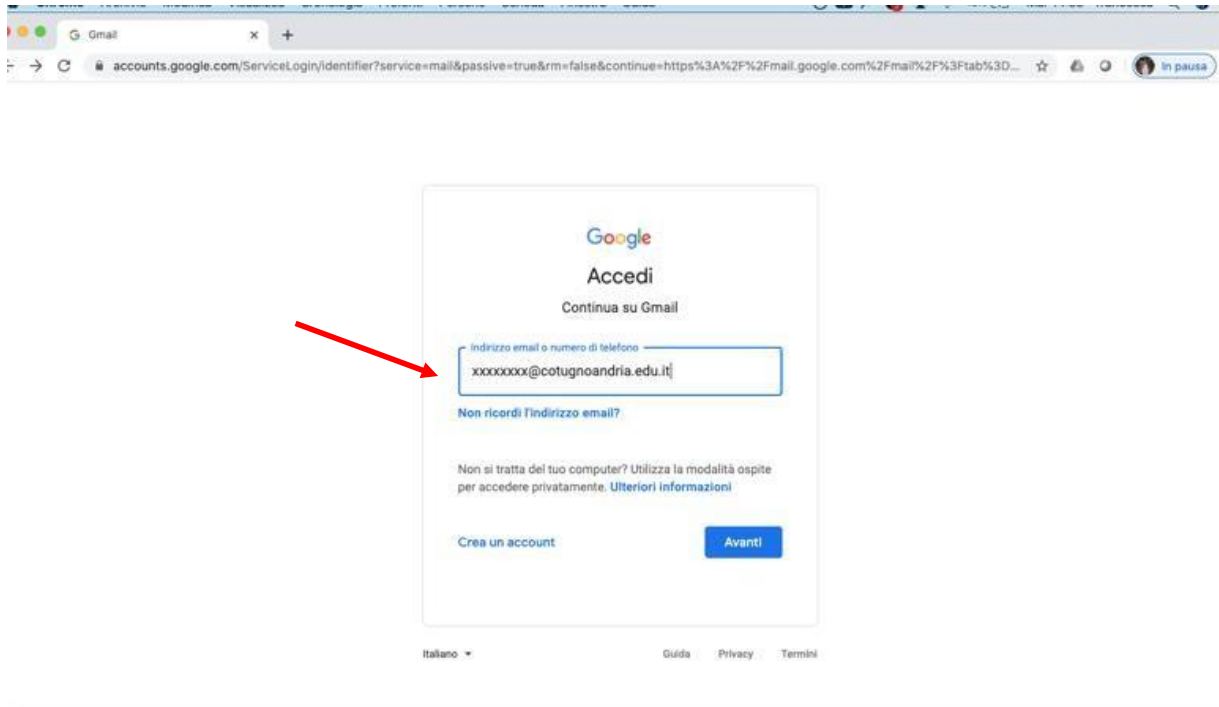 Gmail
accounts.google.com/ServiceLogin/identifier?service=mail&passive=true&rm=false&continue=https%3A%2F%2Fmail.google.com%2Fmail%2F%3Ftab%3D...
In pausa
Google
Accedi
Continua su Gmail
Indirizzo email o numero di telefono
xxxxxxxx@cotugnoandria.edu.it
Non ricordi l'indirizzo email?
Non si tratta del tuo computer? Utilizza la modalità ospite
per accedere privatamente. Ulteriori informazioni
Crea un account
Avanti
Italiano
Guida Privacy Termini